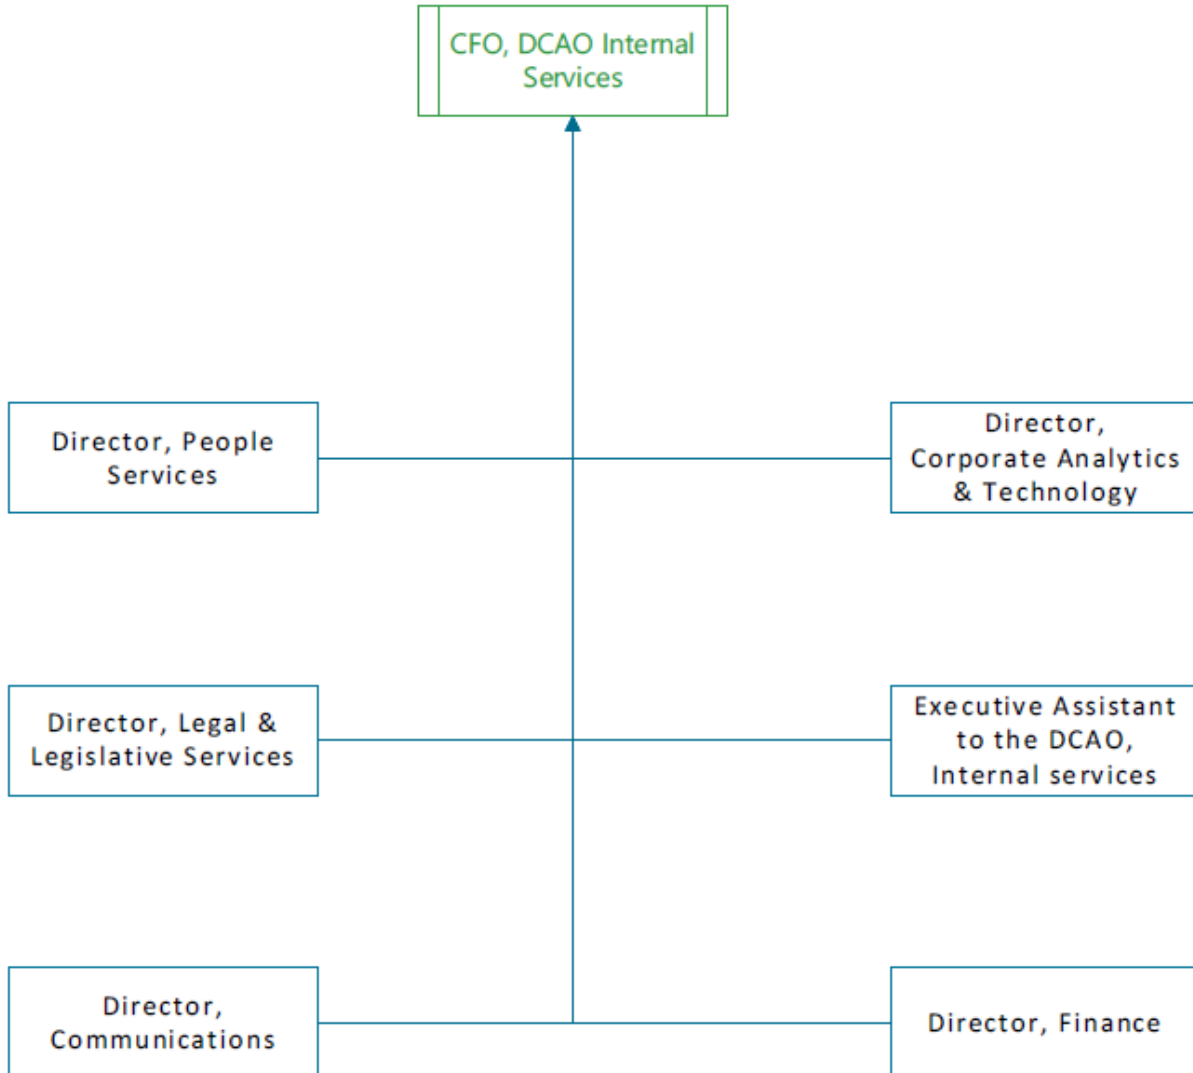 CFO, DCAO Internal
Services
Director, People
Services
Director,
Corporate Analytics
& Technology
Director, Legal &
Legislative Services
Executive Assistant
to the DCAO,
Internal services
Director,
Communications
Director, Finance